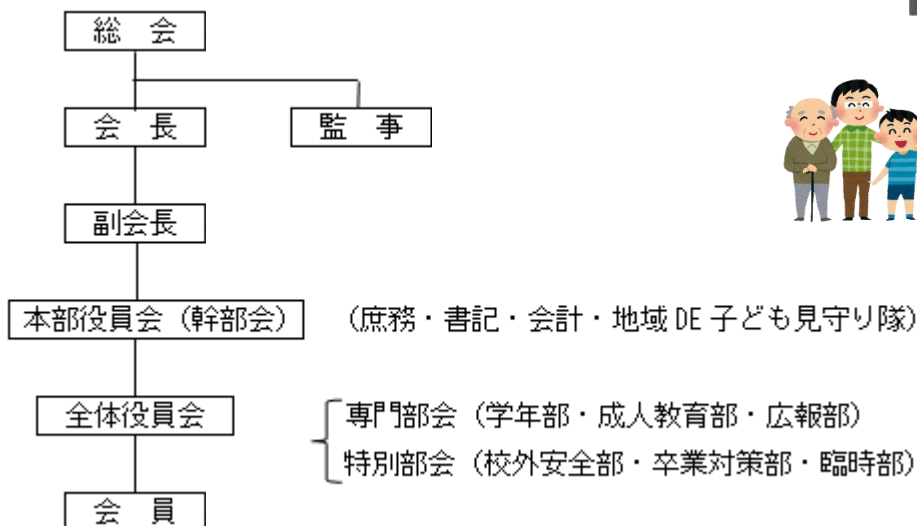 総　会
会　長
監　事
副会長
本部役員会（幹部会）
（庶務・書記・会計・地域 DE 子ども見守り隊）
全体役員会
専門部会（学年部・成人教育部・広報部）
特別部会（校外安全部・卒業対策部・臨時部）
会　員